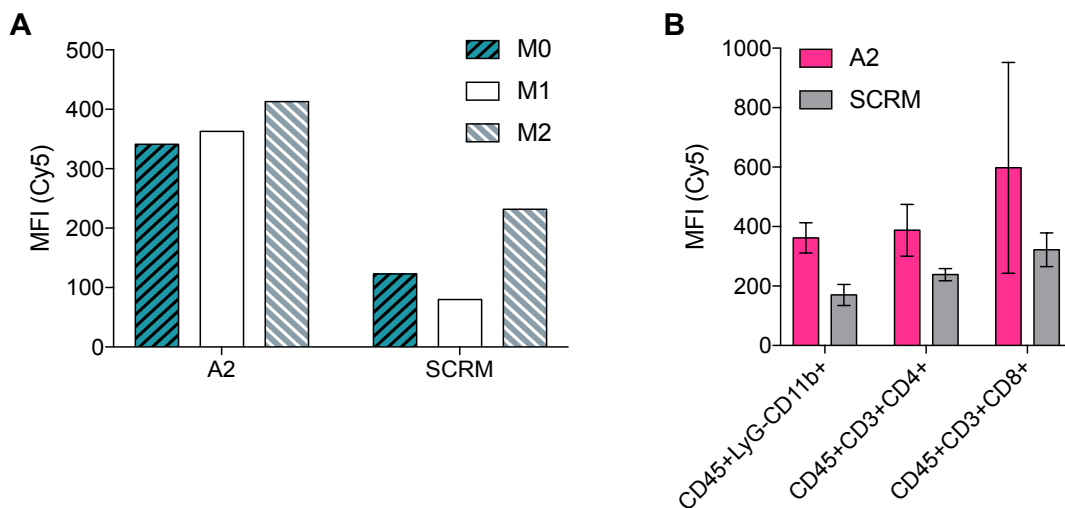 A
500
400
300
200
100
0
MFI (Cy5)
M0
M1
M2
A2
SCRM
B
1000
800
600
400
200
0
MFI (Cy5)
A2
SCRM
CD45+LyG-CD11b+
CD45+CD3+CD4+
CD45+CD3+CD8+